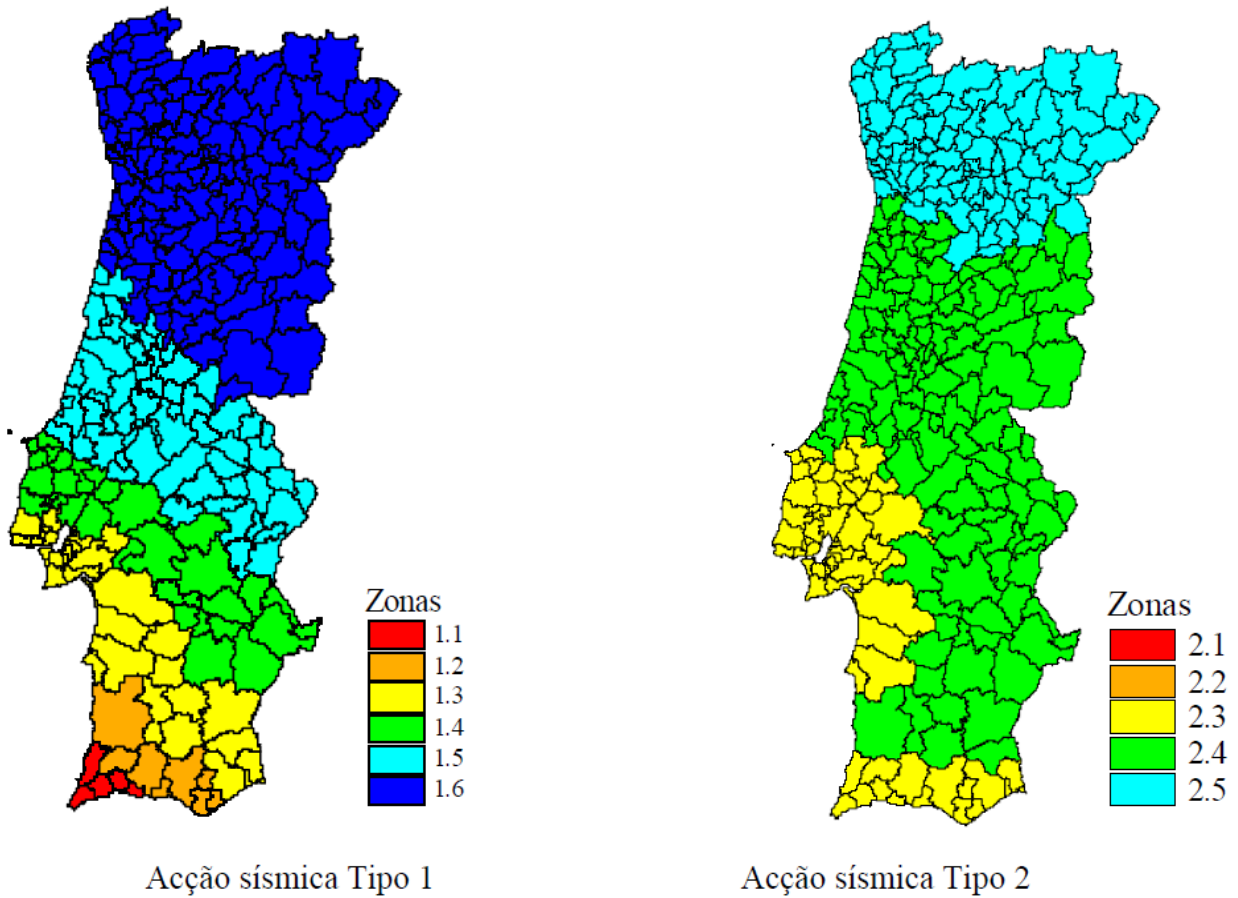 Zonas
1.1
1.2
1.3
1.4
1.5
1.6
Acção sísmica Tipo 1
Zonas
2.1
2.2
2.3
2.4
2.5
Acção sísmica Tipo 2